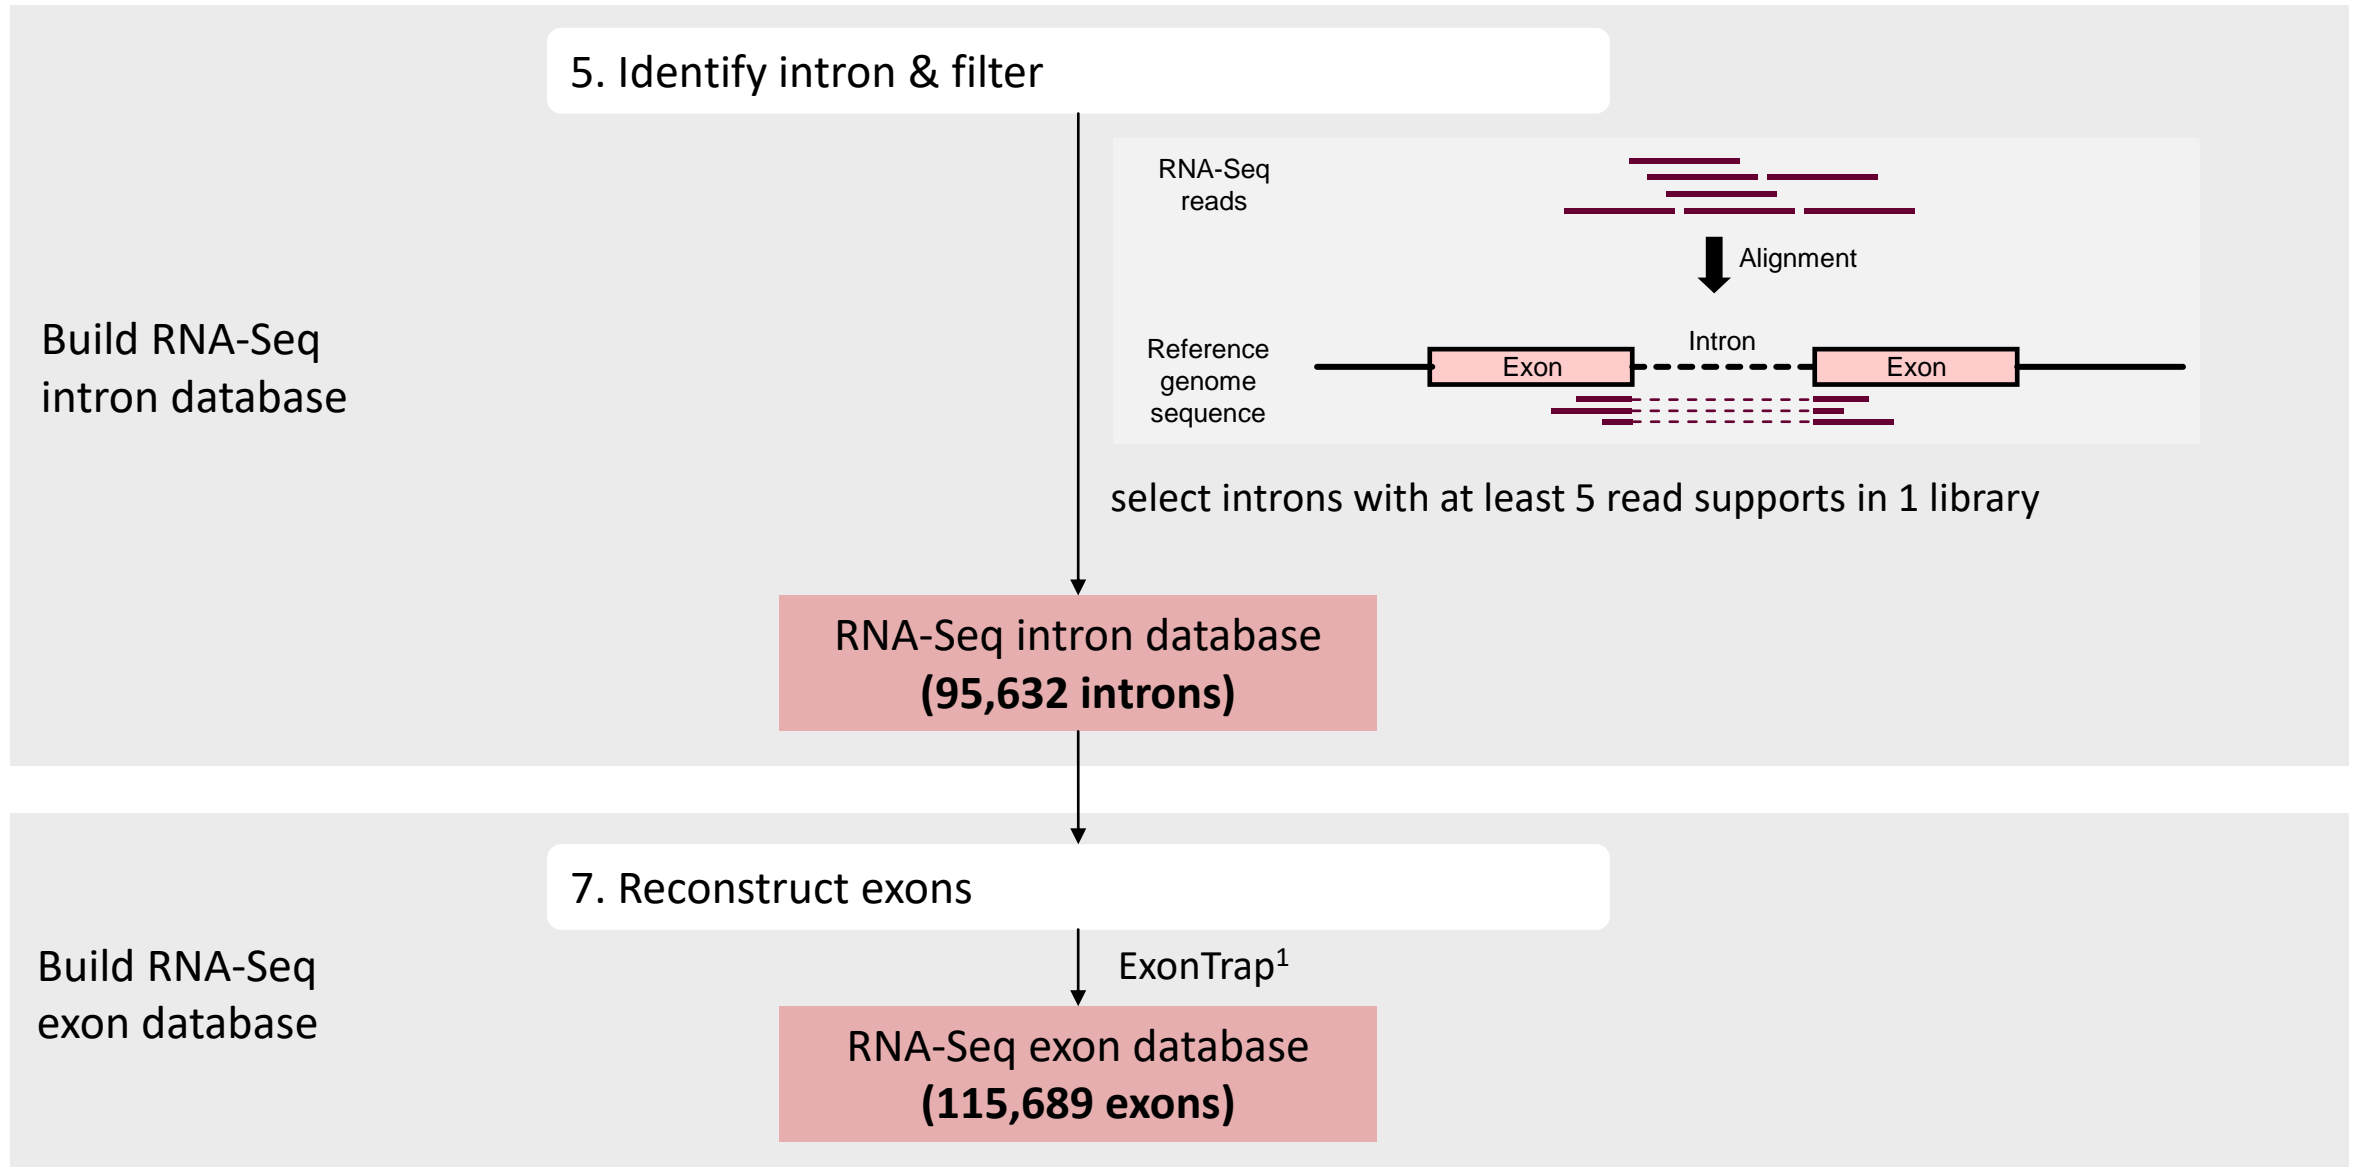 5. Identify intron & filter
RNA-Seq
reads
Alignment
Build RNA-Seq
intron database
Reference
genome
sequence
Intron
Exon
Exon
select introns with at least 5 read supports in 1 library
RNA-Seq intron database
(95,632 introns)
7. Reconstruct exons
Build RNA-Seq
exon database
ExonTrap¹
RNA-Seq exon database
(115,689 exons)